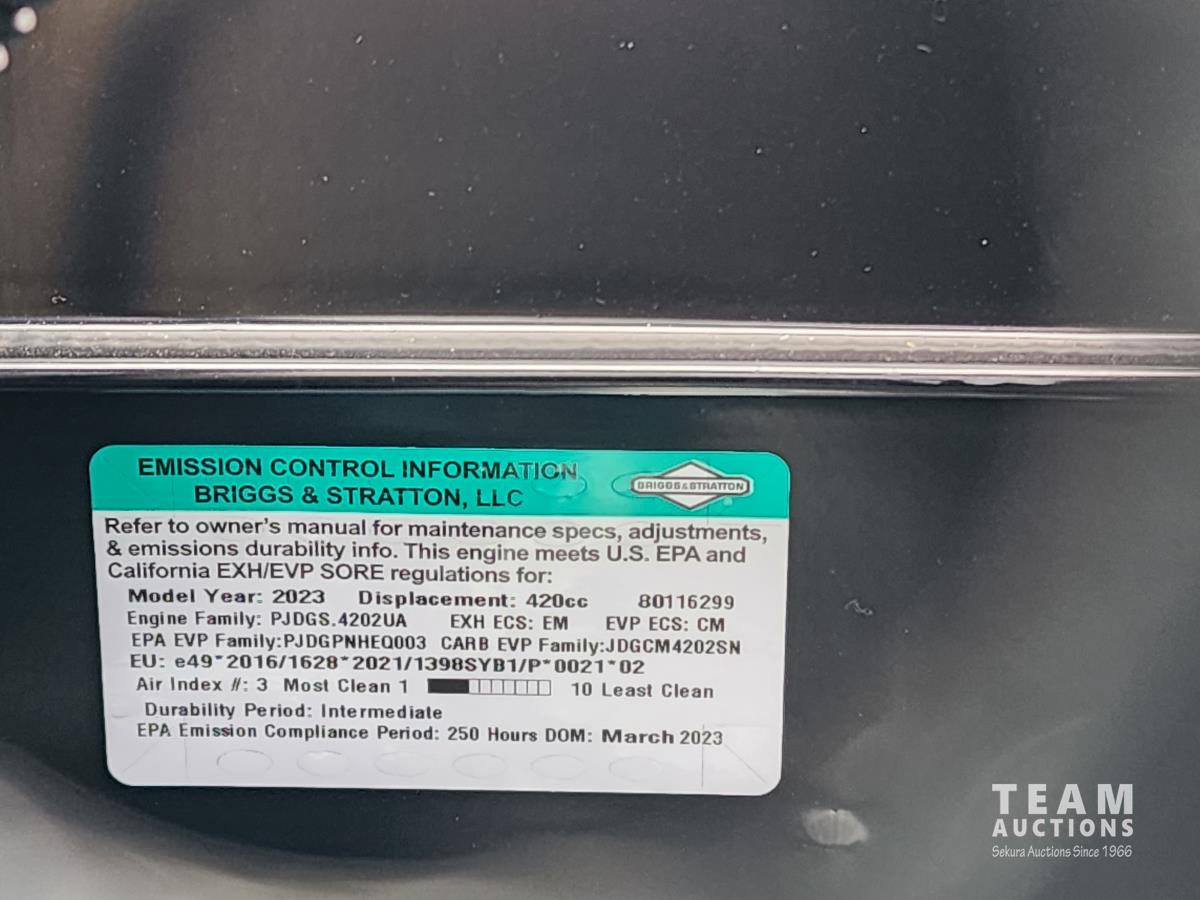 EMISSION CONTROL INFORMATION
BRIGGS & STRATTON, LLC
BRIGGS&STRATTON
Refer to owner's manual for maintenance specs, adjustments,
& emissions durability info. This engine meets U.S. EPA and
California EXH/EVP SORE regulations for:
Model Year: 2023 Displacement: 420cc 80116299
Engine Family: PJDGS.4202UA EXH ECS: EM EVP ECS: CM
EPA EVP Family:PJDGPNHEQ003 CARB EVP Family:JDGCM4202SN
EU: e49*2016/1628*2021/1398SYB1/P*0021*02
Air Index #: 3 Most Clean 1 10 Least Clean
Durability Period: Intermediate
EPA Emission Compliance Period: 250 Hours DOM: March 2023
TEAM
AUCTIONS
Sekura Auctions Since 1966